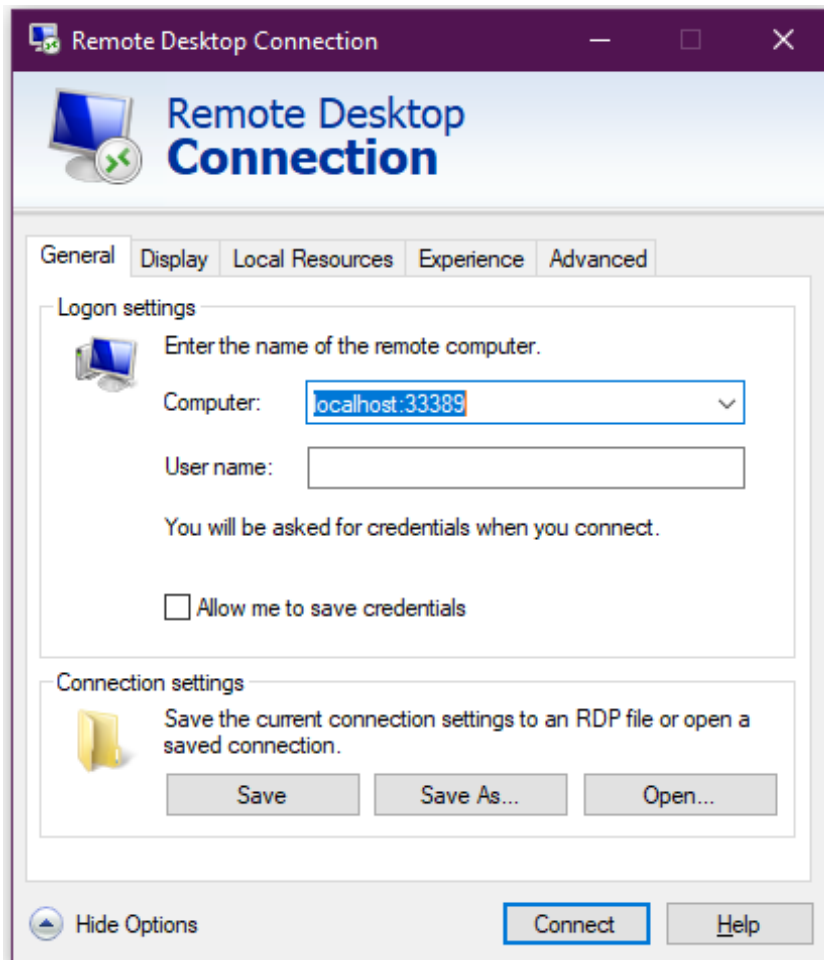 Remote Desktop Connection
Remote Desktop
Connection
General Display Local Resources Experience Advanced
Logon settings
Enter the name of the remote computer.
Computer: localhost:33389
User name:
You will be asked for credentials when you connect.
Allow me to save credentials
Connection settings
Save the current connection settings to an RDP file or open a
saved connection.
Save Save As... Open...
Hide Options Connect Help